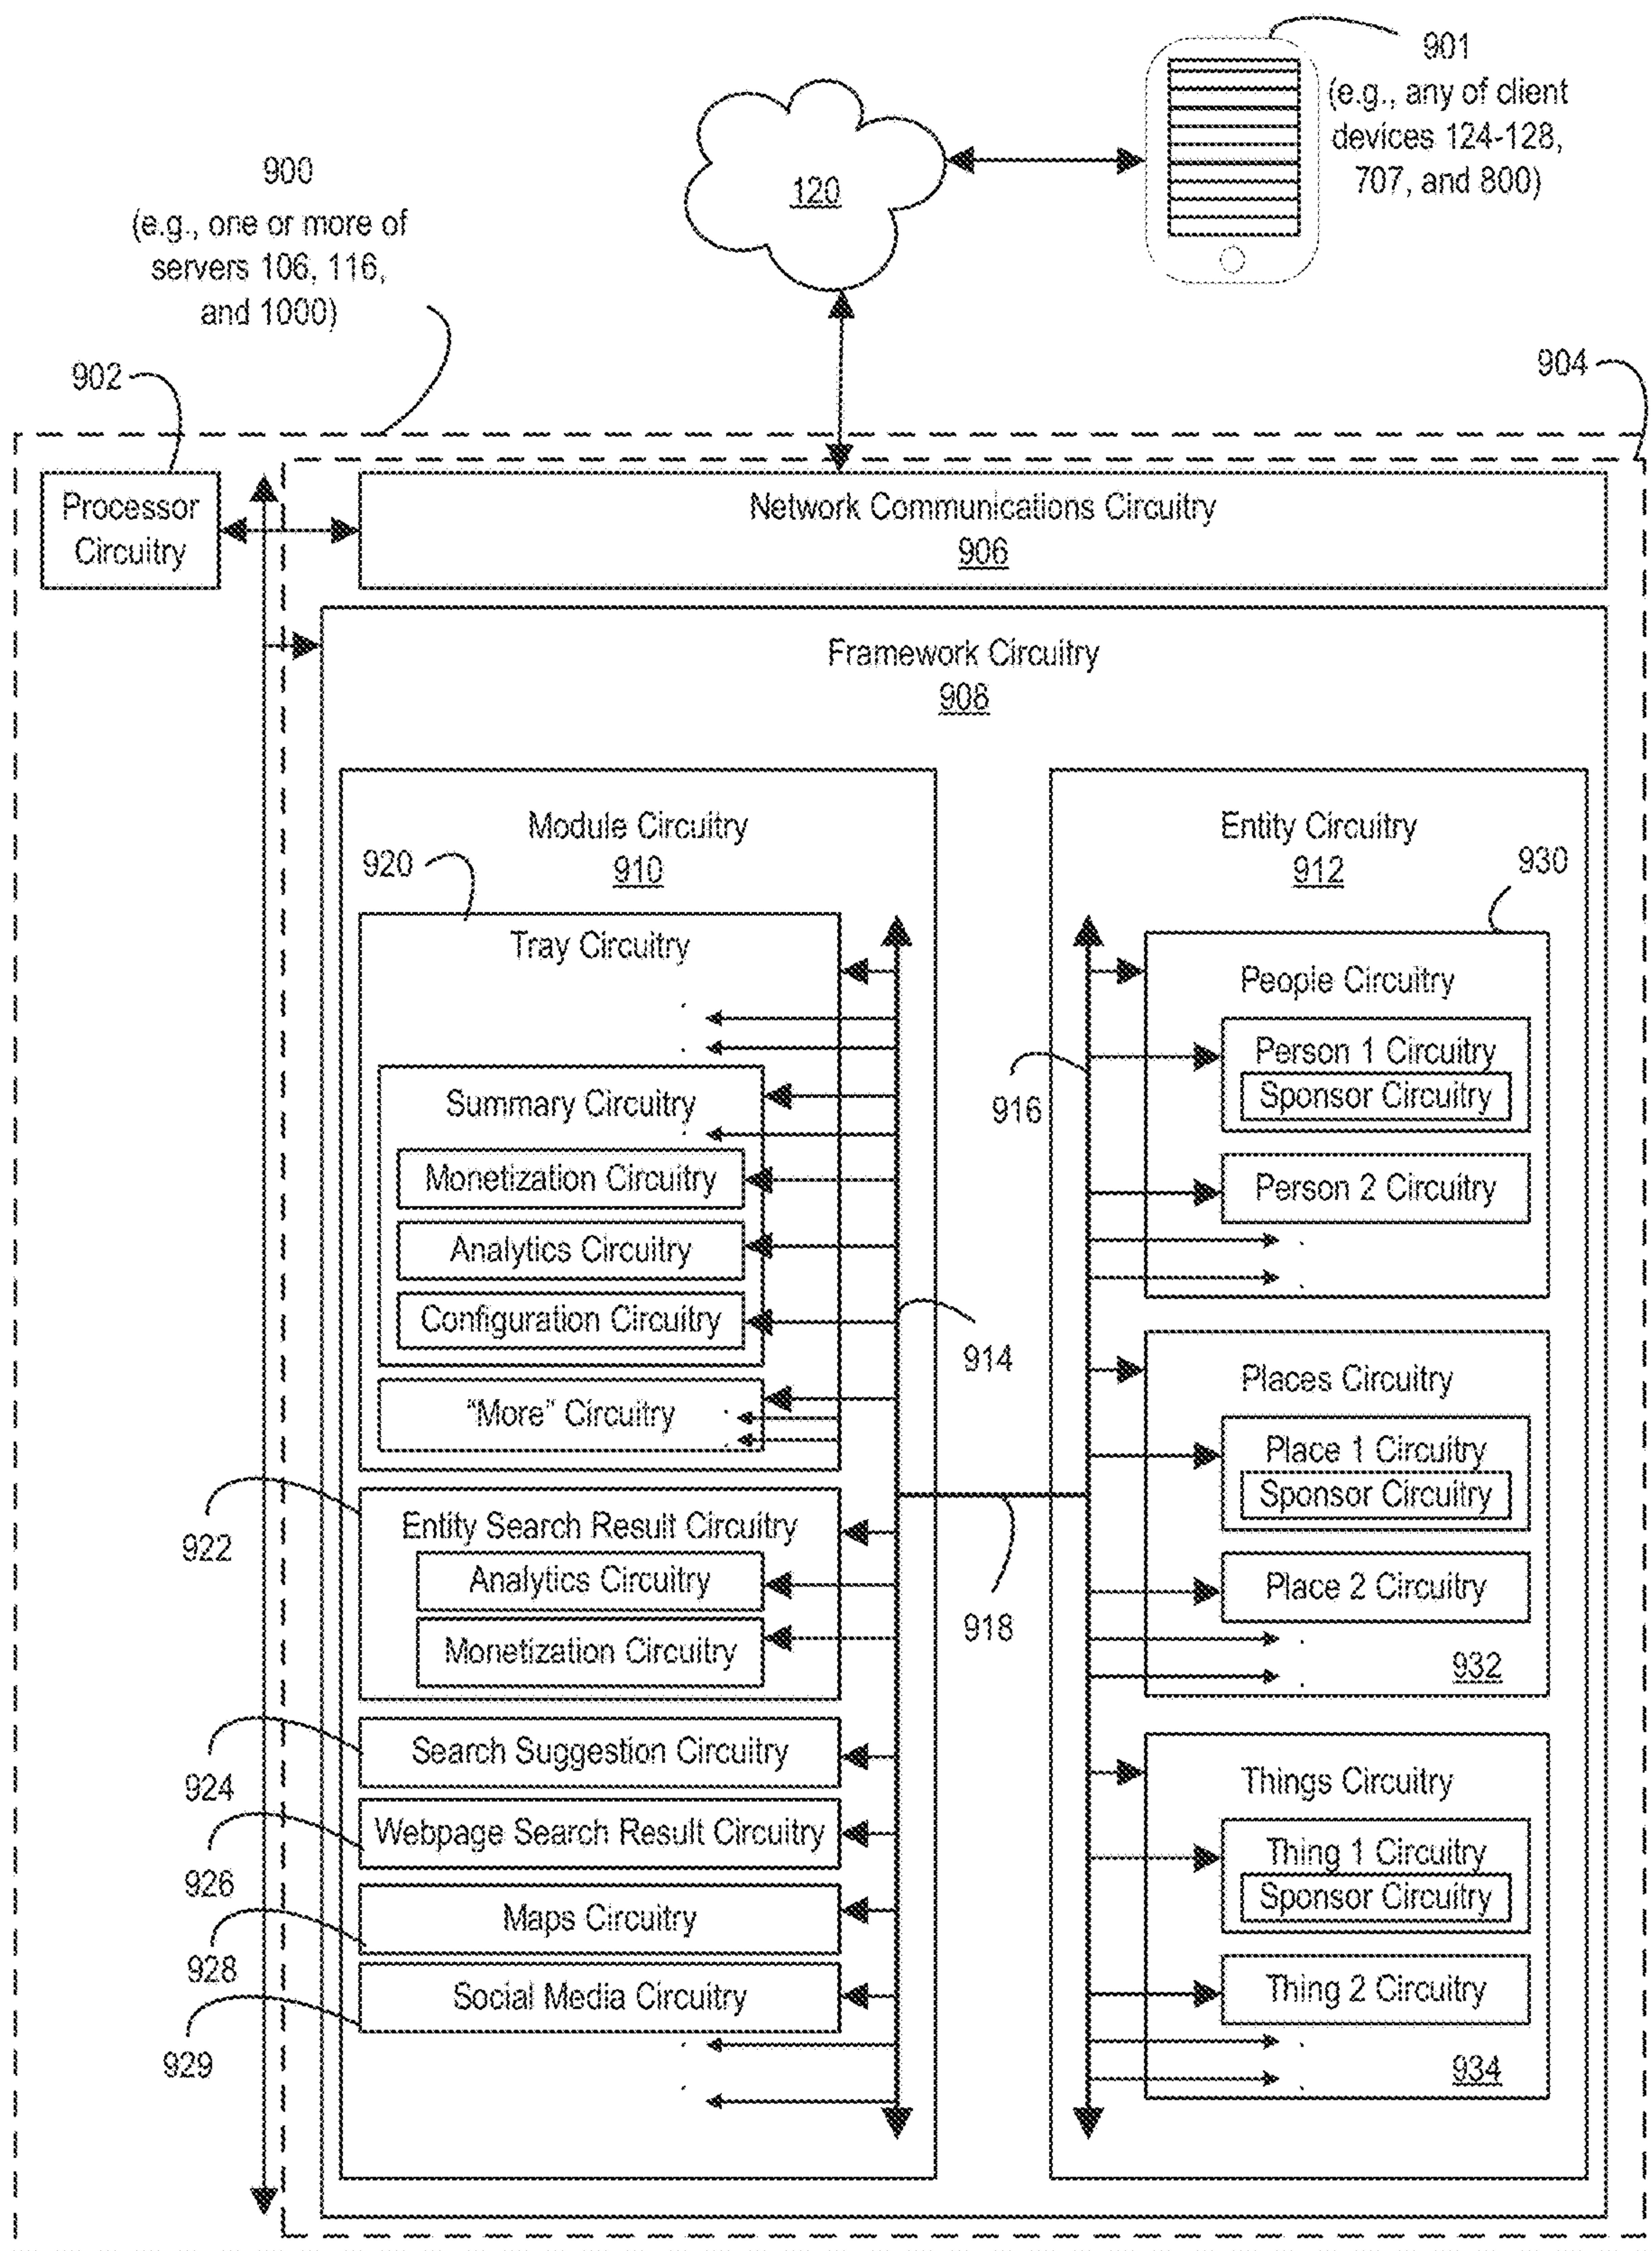 901
(e.g., any of client
devices 124-128,
707, and 800)
120
900
(e.g., one or more of
servers 106, 116,
and 1000)
902
904
Processor
Circuitry
Network Communications Circuitry
906
Framework Circuitry
908
Module Circuitry
910
920
Tray Circuitry
Summary Circuitry
Monetization Circuitry
Analytics Circuitry
Configuration Circuitry
"More" Circuitry
922
Entity Search Result Circuitry
Analytics Circuitry
Monetization Circuitry
924
Search Suggestion Circuitry
926
Webpage Search Result Circuitry
928
Maps Circuitry
929
Social Media Circuitry
914
916
918
Entity Circuitry
912
930
People Circuitry
Person 1 Circuitry
Sponsor Circuitry
Person 2 Circuitry
Places Circuitry
Place 1 Circuitry
Sponsor Circuitry
Place 2 Circuitry
932
Things Circuitry
Thing 1 Circuitry
Sponsor Circuitry
Thing 2 Circuitry
934